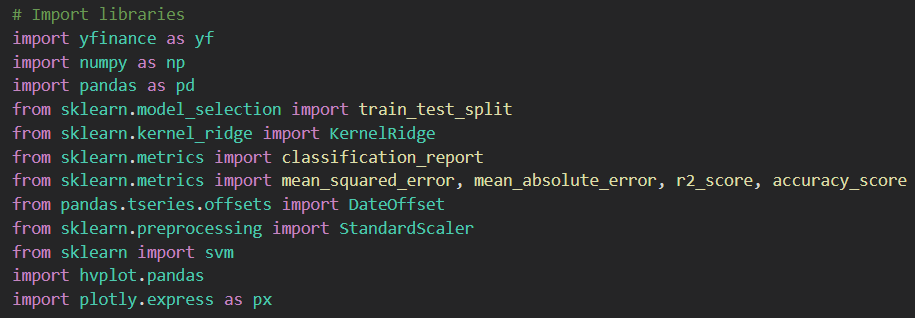 # Import libraries
import yfinance as yf
import numpy as np
import pandas as pd
from sklearn.model_selection import train_test_split
from sklearn.kernel_ridge import KernelRidge
from sklearn.metrics import classification_report
from sklearn.metrics import mean_squared_error, mean_absolute_error, r2_score, accuracy_score
from pandas.tseries.offsets import DateOffset
from sklearn.preprocessing import StandardScaler
from sklearn import svm
import hvplot.pandas
import plotly.express as px